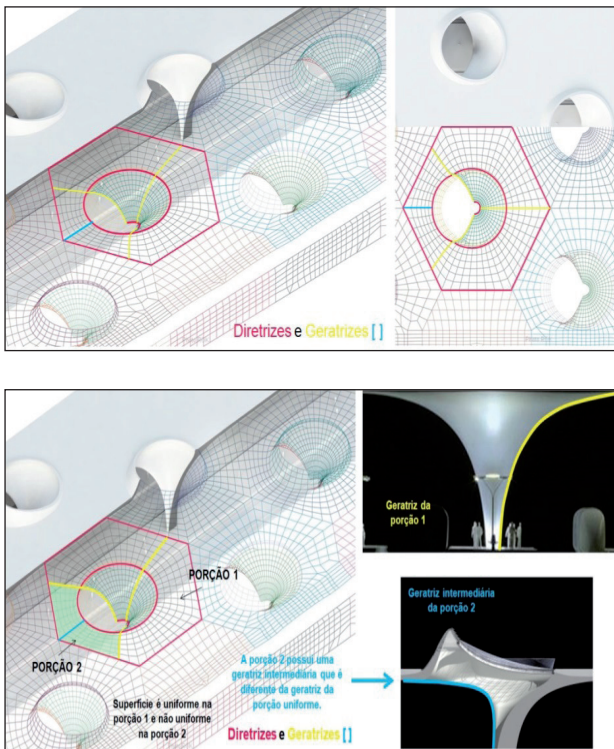 Diretrizes e Geratrizes [ ]
PORÇÃO 1
PORÇÃO 2
Superfície é uniforme na
porção 1 e não uniforme
na porção 2
A porção 2 possui uma
geratriz intermediária que é
diferente da geratriz da
porção uniforme.
Diretrizes e Geratrizes [ ]
Geratriz da
porção 1
Geratriz intermediária
da porção 2